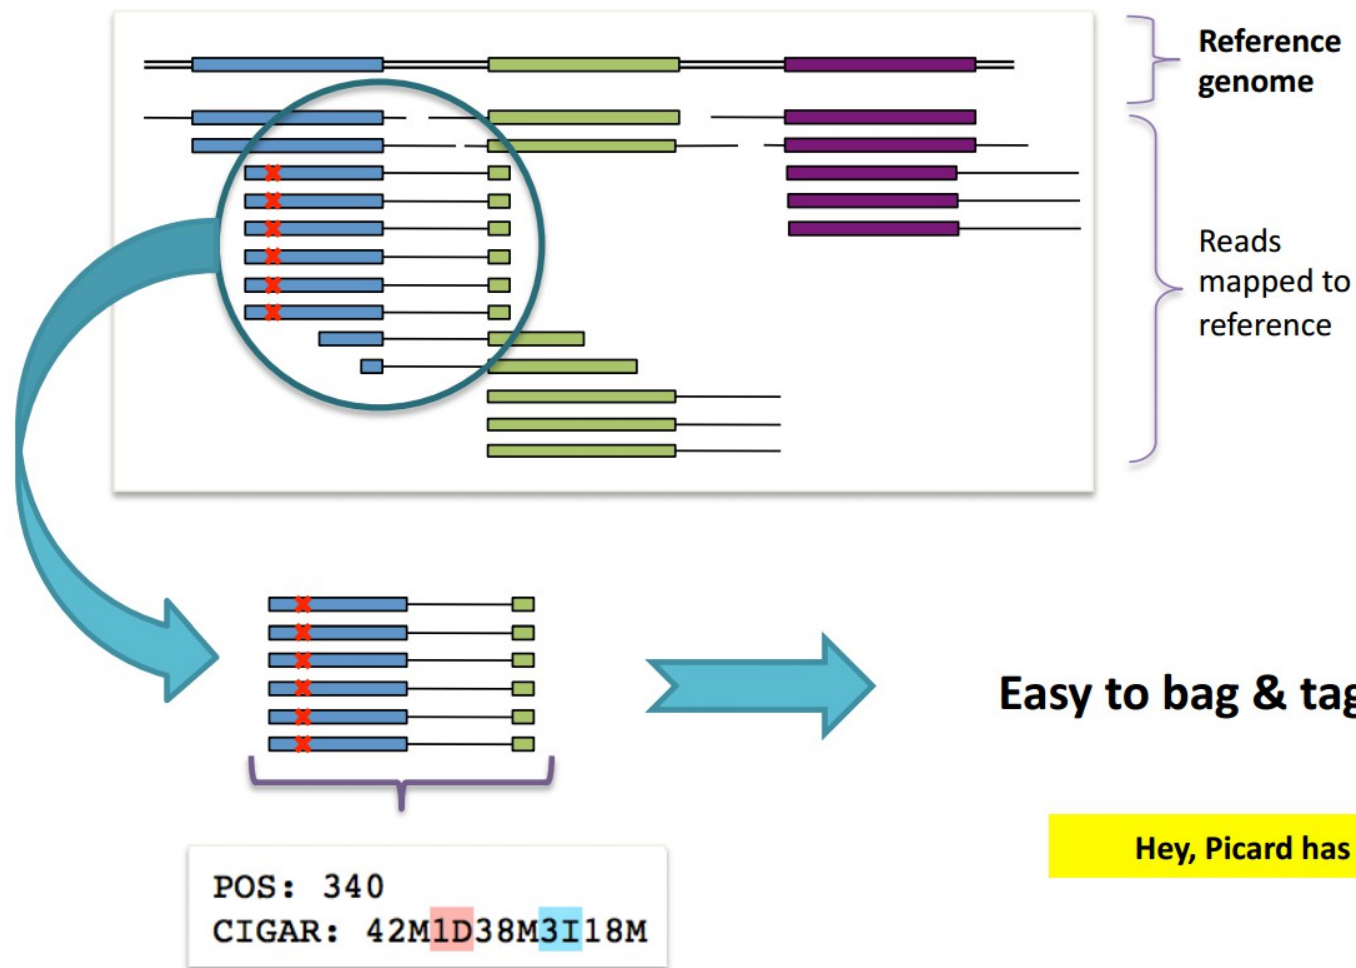 Reference
genome
Reads
mapped to
reference
Easy to bag & tag
Hey, Picard has
POS: 340
CIGAR: 42M1D38M3I18M